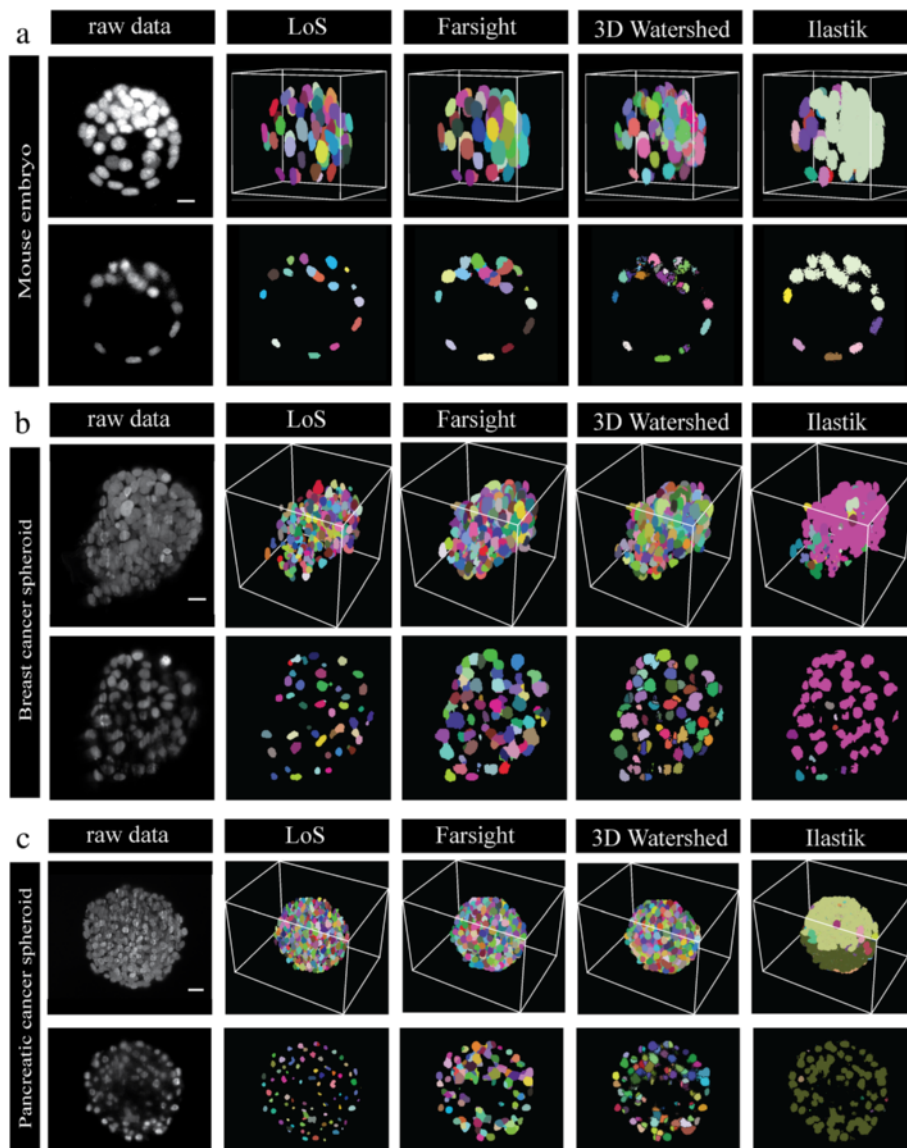 a
raw data
LoS
Farsight
3D Watershed
Ilastik
Mouse embryo
b
raw data
LoS
Farsight
3D Watershed
Ilastik
Breast cancer spheroid
c
raw data
LoS
Farsight
3D Watershed
Ilastik
Pancreatic cancer spheroid